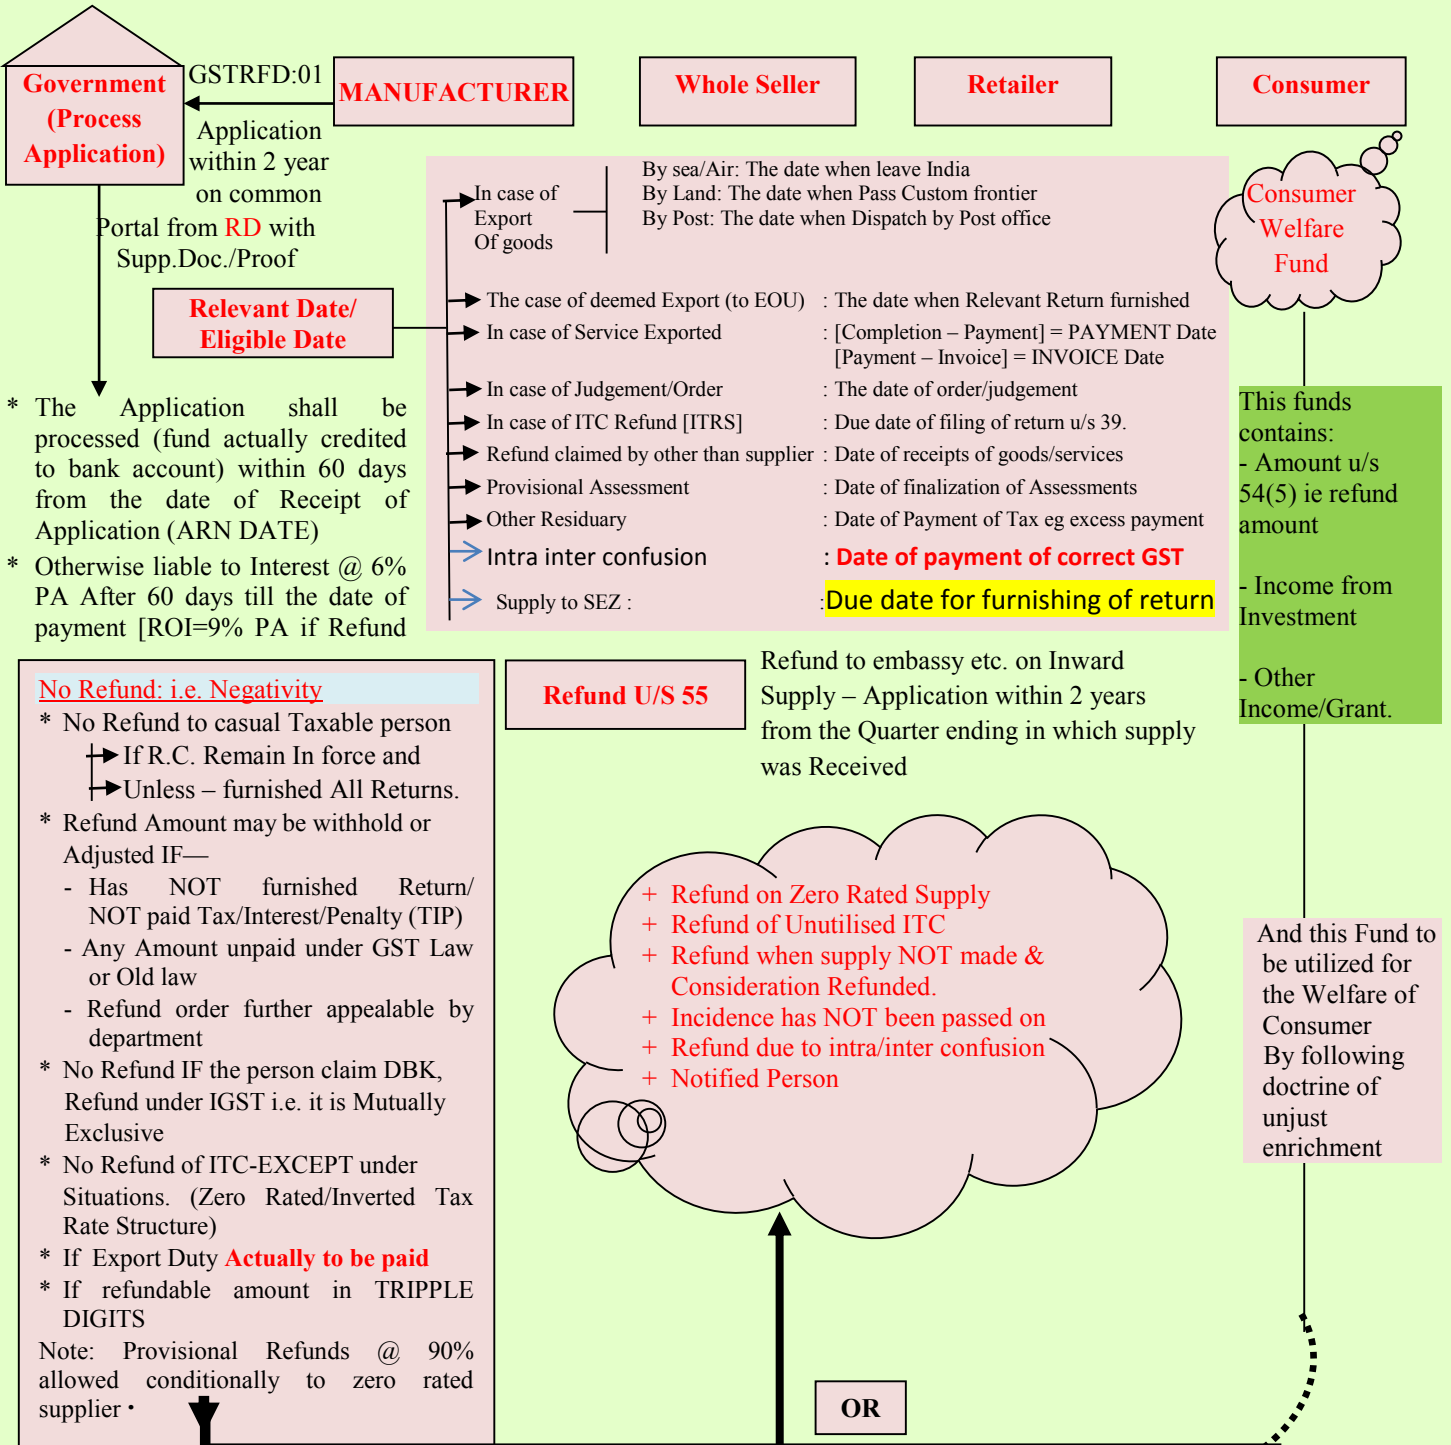 Government
(Process
Application)
GSTRFD:01
Application
within 2 year
on common
Portal from RD with
Supp.Doc./Proof
MANUFACTURER
Whole Seller
Retailer
Consumer
In case of
Export
Of goods
By sea/Air: The date when leave India
By Land: The date when Pass Custom frontier
By Post: The date when Dispatch by Post office
Consumer
Welfare
Fund
Relevant Date/
Eligible Date
The case of deemed Export (to EOU) : The date when Relevant Return furnished
In case of Service Exported : [Completion – Payment] = PAYMENT Date
[Payment – Invoice] = INVOICE Date
In case of Judgement/Order : The date of order/judgement
In case of ITC Refund [ITRS] : Due date of filing of return u/s 39.
Refund claimed by other than supplier : Date of receipts of goods/services
Provisional Assessment : Date of finalization of Assessments
Other Residuary : Date of Payment of Tax eg excess payment
Intra inter confusion : Date of payment of correct GST
Supply to SEZ : :Due date for furnishing of return
* The Application shall be
processed (fund actually credited
to bank account) within 60 days
from the date of Receipt of
Application (ARN DATE)
* Otherwise liable to Interest @ 6%
PA After 60 days till the date of
payment [ROI=9% PA if Refund
This funds
contains:
- Amount u/s
54(5) ie refund
amount
- Income from
Investment
- Other
Income/Grant.
No Refund: i.e. Negativity
* No Refund to casual Taxable person
If R.C. Remain In force and
Unless – furnished All Returns.
* Refund Amount may be withhold or
Adjusted IF—
- Has NOT furnished Return/
NOT paid Tax/Interest/Penalty (TIP)
- Any Amount unpaid under GST Law
or Old law
- Refund order further appealable by
department
* No Refund IF the person claim DBK,
Refund under IGST i.e. it is Mutually
Exclusive
* No Refund of ITC-EXCEPT under
Situations. (Zero Rated/Inverted Tax
Rate Structure)
* If Export Duty Actually to be paid
* If refundable amount in TRIPPLE
DIGITS
Note: Provisional Refunds @ 90%
allowed conditionally to zero rated
supplier •
Refund U/S 55
Refund to embassy etc. on Inward
Supply – Application within 2 years
from the Quarter ending in which supply
was Received
+ Refund on Zero Rated Supply
+ Refund of Unutilised ITC
+ Refund when supply NOT made &
Consideration Refunded.
+ Incidence has NOT been passed on
+ Refund due to intra/inter confusion
+ Notified Person
And this Fund to
be utilized for
the Welfare of
Consumer
By following
doctrine of
unjust
enrichment
OR